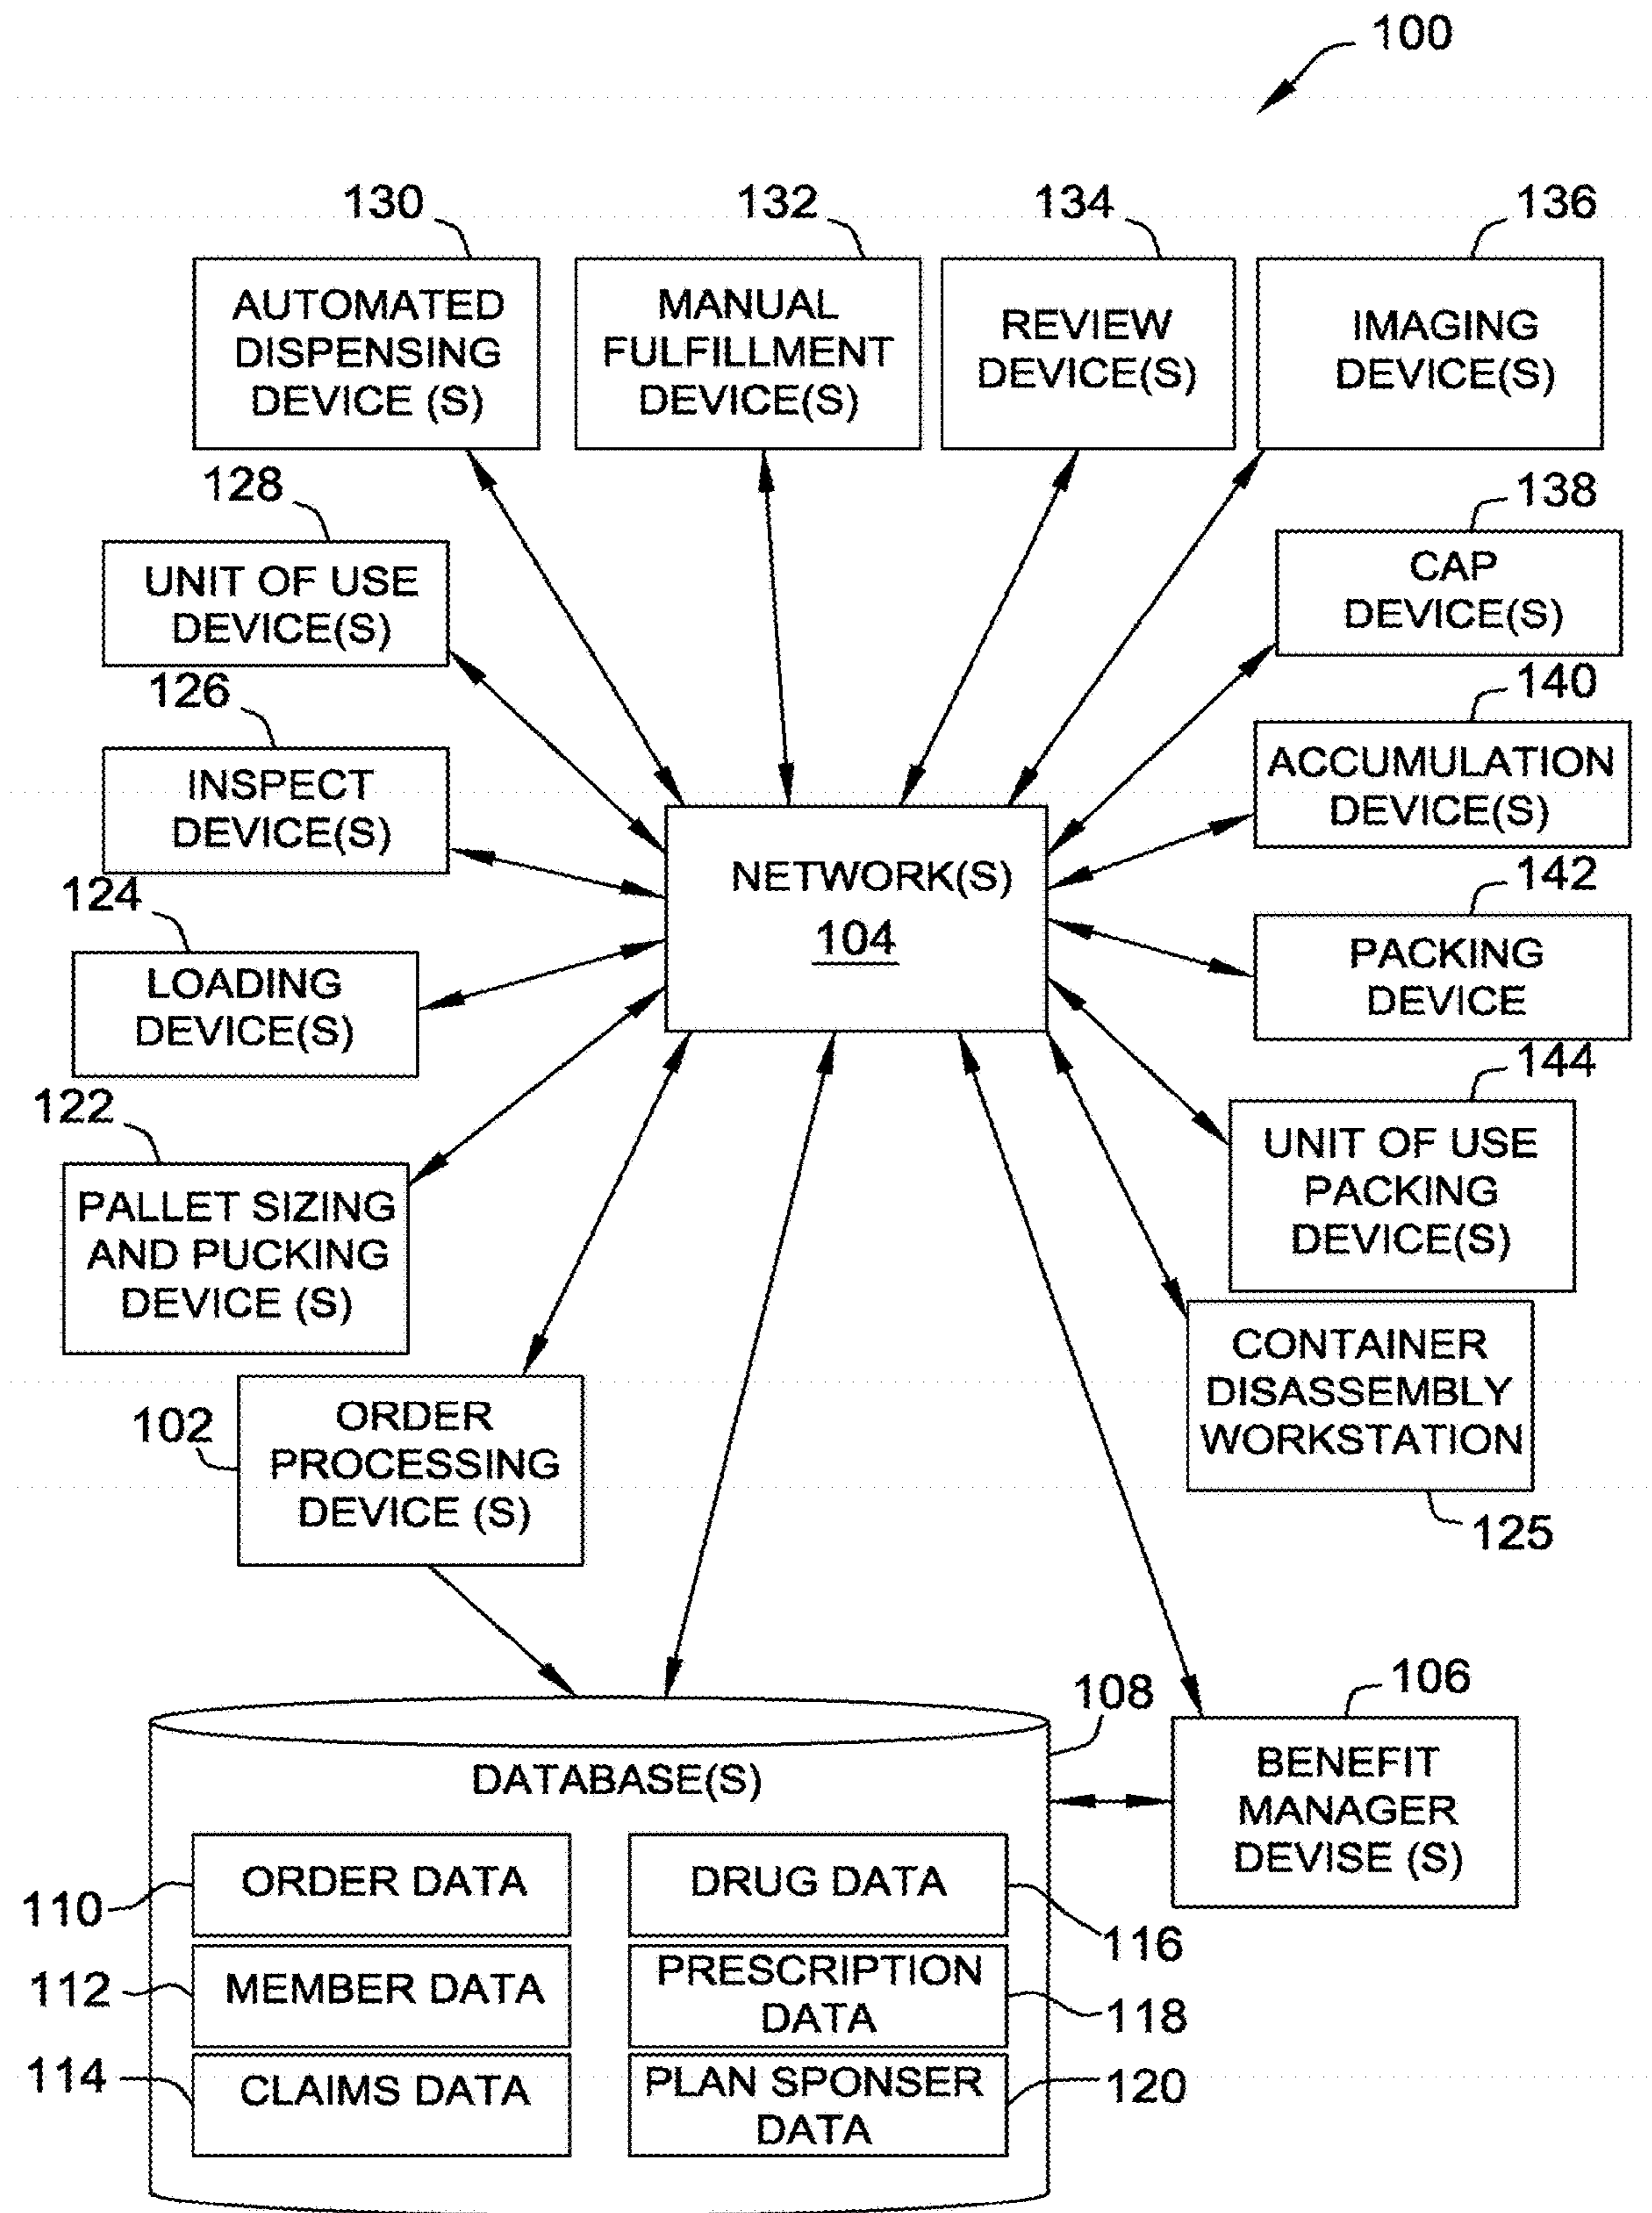 100
130
132
134
136
AUTOMATED
DISPENSING
DEVICE (S)
MANUAL
FULFILLMENT
DEVICE(S)
REVIEW
DEVICE(S)
IMAGING
DEVICE(S)
128
UNIT OF USE
DEVICE(S)
138
CAP
DEVICE(S)
126
INSPECT
DEVICE(S)
140
ACCUMULATION
DEVICE(S)
NETWORK(S)
104
124
LOADING
DEVICE(S)
142
PACKING
DEVICE
122
PALLET SIZING
AND PUCKING
DEVICE (S)
144
UNIT OF USE
PACKING
DEVICE(S)
102
ORDER
PROCESSING
DEVICE (S)
CONTAINER
DISASSEMBLY
WORKSTATION
125
108
106
DATABASE(S)
BENEFIT
MANAGER
DEVISE (S)
110
ORDER DATA
DRUG DATA
116
112
MEMBER DATA
PRESCRIPTION
DATA
118
114
CLAIMS DATA
PLAN SPONSER
DATA
120